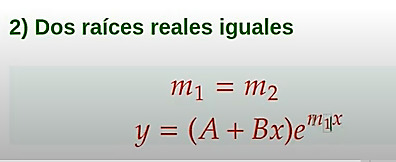 2) Dos raíces reales iguales
m₁ = m₂
y = (A + Bx)e^{m₁x}